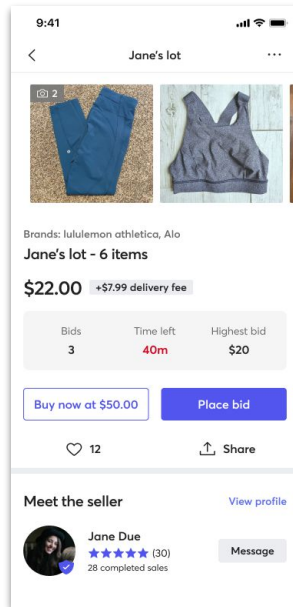 9:41
Jane's lot
2
Brands: lululemon athletica, Alo
Jane's lot - 6 items
$22.00 +$7.99 delivery fee
Bids Time left Highest bid
3 40m $20
Buy now at $50.00 Place bid
12 Share
Meet the seller View profile
Jane Due
(30)
28 completed sales
Message